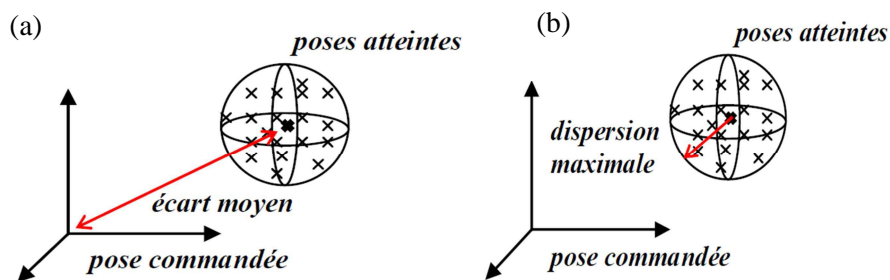 (a)
poses atteintes
écart moyen
pose commandée
(b)
poses atteintes
dispersion
maximale
pose commandée